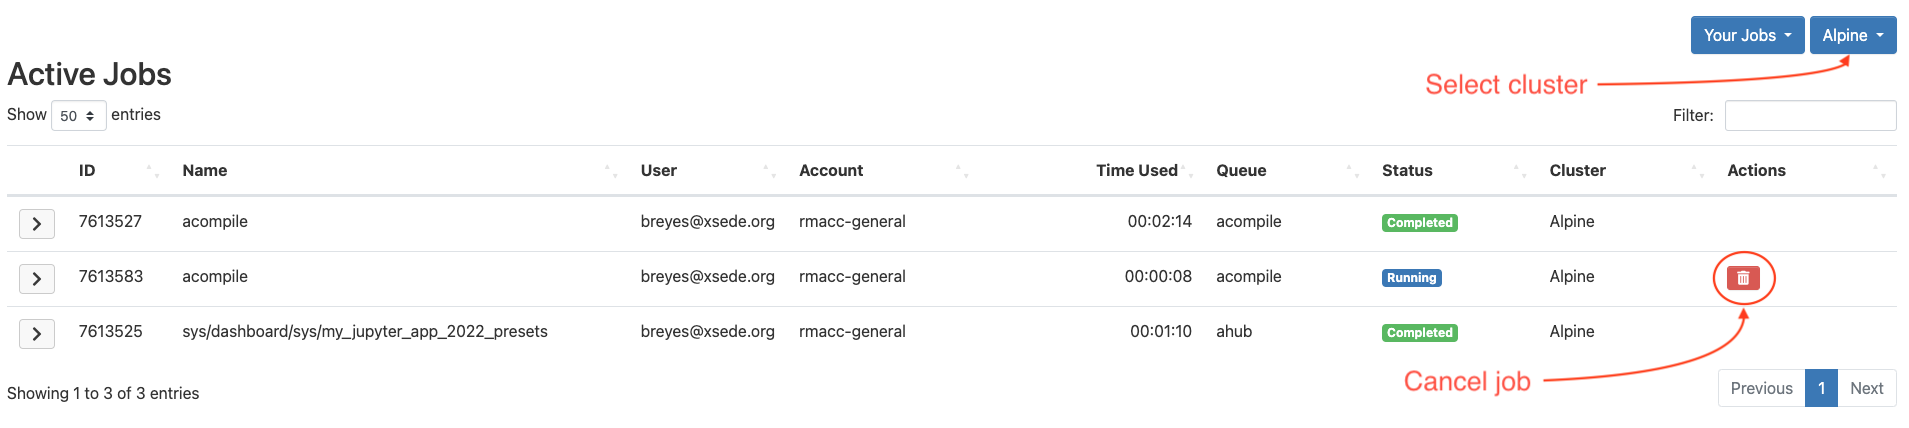 Your Jobs Alpine
Active Jobs
Select cluster
Show 50 entries
Filter:
ID Name User Account Time Used Queue Status Cluster Actions
7613527 acompile breyes@xsede.org rmacc-general 00:02:14 acompile Completed Alpine
7613583 acompile breyes@xsede.org rmacc-general 00:00:08 acompile Running Alpine
7613525 sys/dashboard/sys/my_jupyter_app_2022_presets breyes@xsede.org rmacc-general 00:01:10 ahub Completed Alpine
Cancel job
Showing 1 to 3 of 3 entries
Previous 1 Next